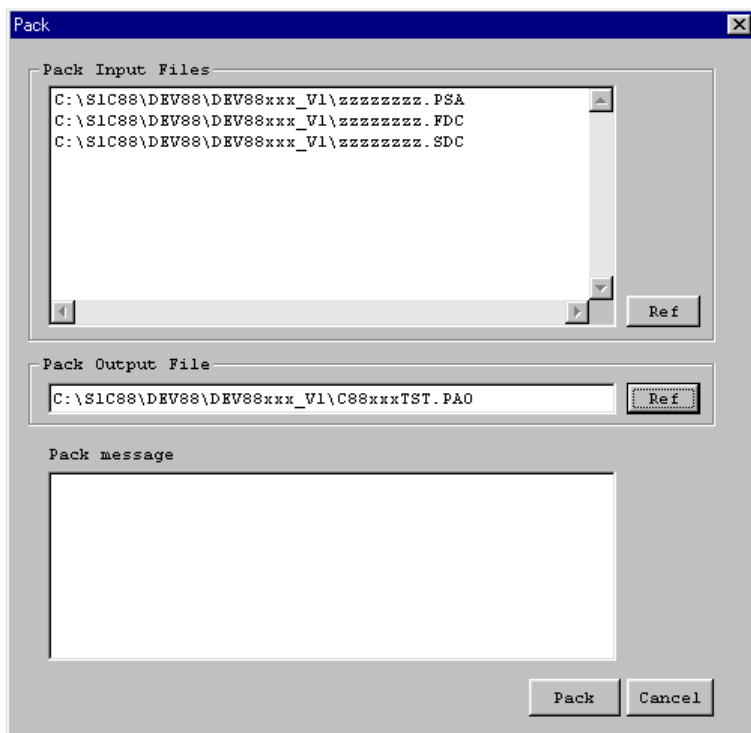 Pack
Pack Input Files
C:\S1C88\DEV88\DEV88xxx_V1\zzzzzzzz.PSA
C:\S1C88\DEV88\DEV88xxx_V1\zzzzzzzz.FDC
C:\S1C88\DEV88\DEV88xxx_V1\zzzzzzzz.SDC
Ref
Pack Output File
C:\S1C88\DEV88\DEV88xxx_V1\C88xxxTST.PA0
Ref
Pack message
Pack Cancel